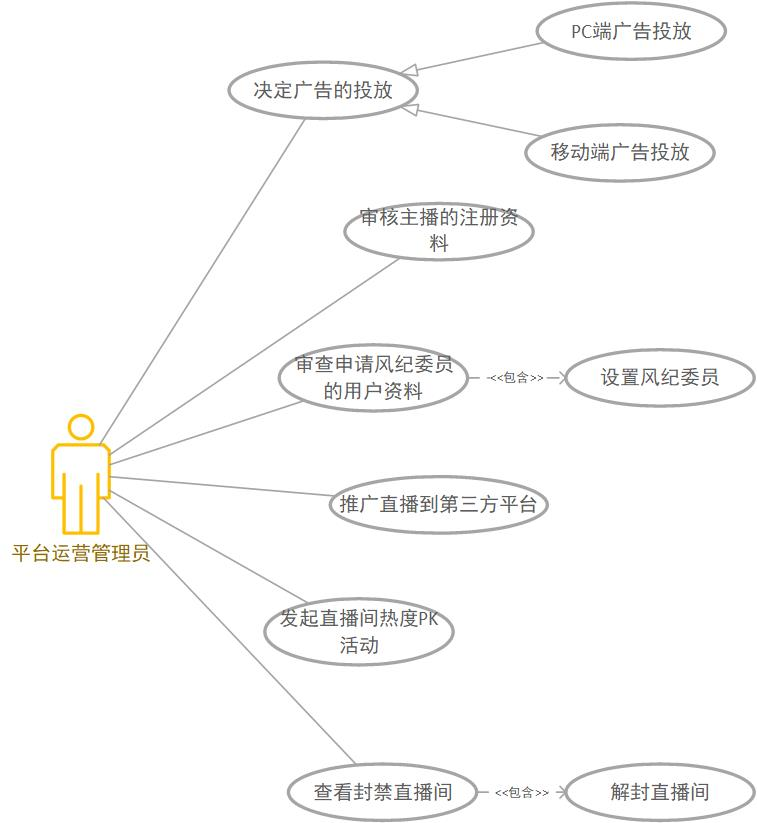 PC端广告投放
决定广告的投放
移动端广告投放
审核主播的注册资
料
审查申请风纪委员
的用户资料
<<包含>>
设置风纪委员
推广直播到第三方平台
平台运营管理员
发起直播间热度PK
活动
查看封禁直播间
<<包含>>
解封直播间